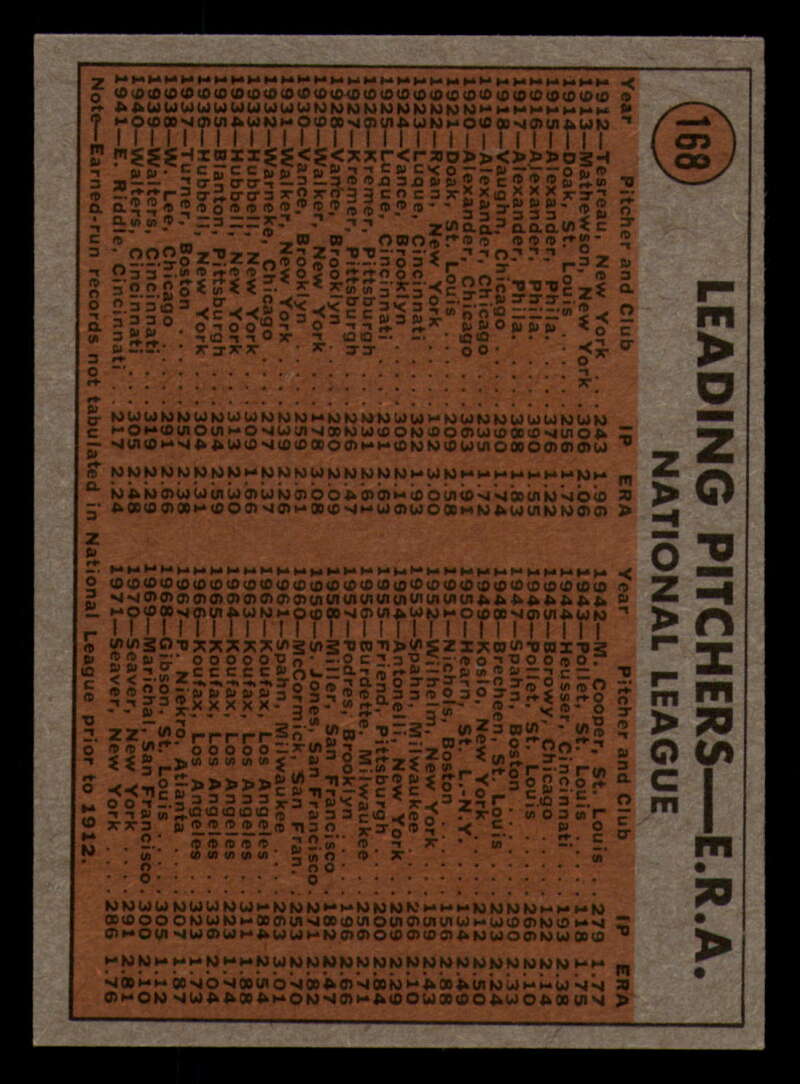 168
LEADING PITCHERS—E.R.A.
NATIONAL LEAGUE
Year Pitcher and Club IP ERA
1912—Tesreau, New York . . 243 1.96
1913—Mathewson, New York . 306 2.06
1914—Doak, St. Louis . . . 256 1.72
1915—Alexander, Phila. . . 376 1.22
1916—Alexander, Phila. . . 390 1.55
1917—Alexander, Phila. . . 388 1.83
1918—Vaughn, Chicago . . . 290 1.74
1919—Alexander, Chicago . . 235 1.72
1920—Alexander, Chicago . . 363 1.91
1921—Doak, St. Louis . . . 209 2.58
1922—Ryan, New York . . . 192 3.00
1923—Luque, Cincinnati . . 322 1.93
1924—Vance, Brooklyn . . . 309 2.16
1925—Luque, Cincinnati . . 291 2.63
1926—Kremer, Pittsburgh . . 231 2.61
1927—Kremer, Pittsburgh . . 226 2.47
1928—Vance, Brooklyn . . . 280 2.09
1929—Walker, New York . . 178 3.08
1930—Vance, Brooklyn . . . 259 2.61
1931—Walker, New York . . 239 2.26
1932—Warneke, Chicago . . 277 2.37
1933—Hubbell, New York . . 309 1.66
1934—Hubbell, New York . . 313 2.30
1935—Blanton, Pittsburgh . . 254 2.59
1936—Hubbell, New York . . 304 2.31
1937—Turner, Boston . . . 257 2.38
1938—W. Lee, Chicago . . . 291 2.66
1939—Walters, Cincinnati . . 319 2.29
1940—Walters, Cincinnati . . 305 2.48
1941—E. Riddle, Cincinnati . 217 2.24
Year Pitcher and Club IP ERA
1942—M. Cooper, St. Louis . . 279 1.77
1943—Pollet, St. Louis . . . 118 1.75
1944—Heusser, Cincinnati . . 193 2.38
1945—Borowy, Chicago . . . 122 2.14
1946—Pollet, St. Louis . . . 266 2.10
1947—Spahn, Boston . . . 290 2.33
1948—Brecheen, St. Louis . . 233 2.24
1949—Koslo, New York . . . 212 2.50
1950—Hearn, St. L.-N.Y. . . 134 2.49
1951—Nichols, Boston . . . 156 2.88
1952—Wilhelm, New York . . 159 2.43
1953—Spahn, Milwaukee . . 266 2.10
1954—Antonelli, New York . . 259 2.29
1955—Friend, Pittsburgh . . 200 2.84
1956—Burdette, Milwaukee . . 256 2.71
1957—Podres, Brooklyn . . . 196 2.66
1958—Miller, San Francisco . 182 2.47
1959—S. Jones, San Francisco . 271 2.82
1960—McCormick, San Fran. . 253 2.70
1961—Spahn, Milwaukee . . 263 3.01
1962—Koufax, Los Angeles . . 184 2.54
1963—Koufax, Los Angeles . . 311 1.88
1964—Koufax, Los Angeles . . 223 1.74
1965—Koufax, Los Angeles . . 336 2.04
1966—Koufax, Los Angeles . . 323 1.73
1967—P. Niekro, Atlanta . . 207 1.87
1968—Gibson, St. Louis . . . 305 1.12
1969—Marichal, San Francisco . 300 2.10
1970—Seaver, New York . . 291 2.81
1971—Seaver, New York . . 286 1.76
Note—Earned-run records not tabulated in National League prior to 1912.